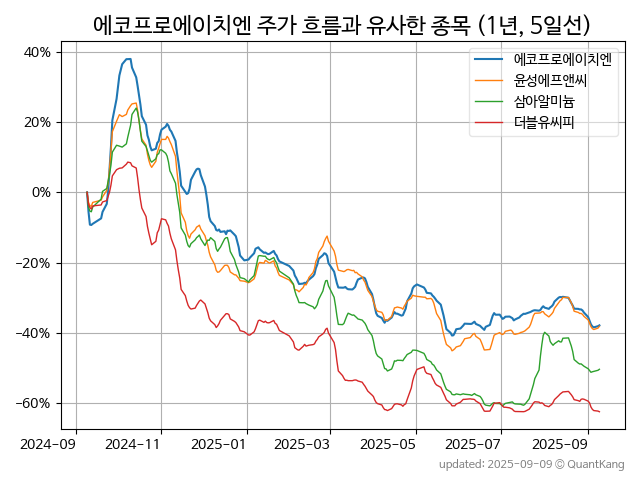 에코프로에이치엔 주가 흐름과 유사한 종목 (1년, 5일선)
에코프로에이치엔
윤성에프앤씨
삼아알미늄
더블유씨피
40%
20%
0%
−20%
−40%
−60%
2024-09 2024-11 2025-01 2025-03 2025-05 2025-07 2025-09
updated: 2025-09-09 © QuantKang